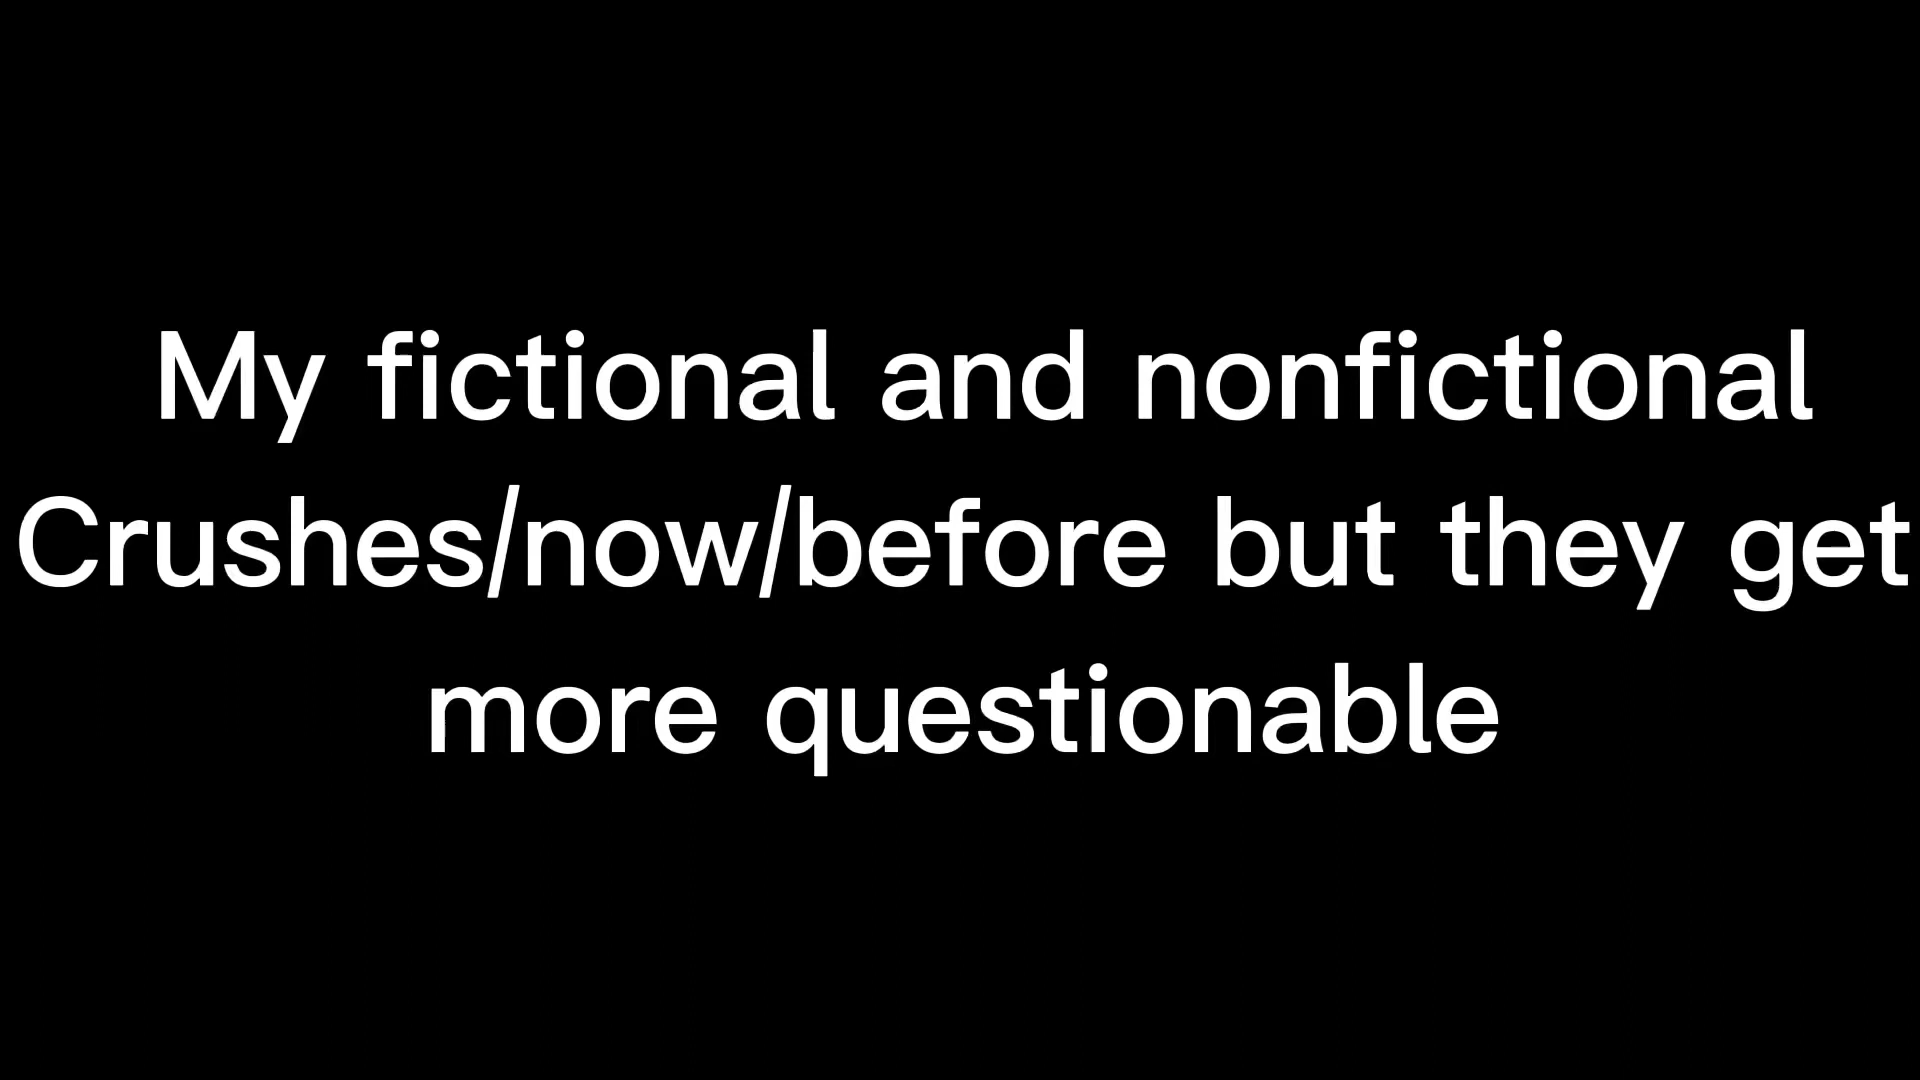 My fictional and nonfictional
Crushes/now/before but they get
more questionable